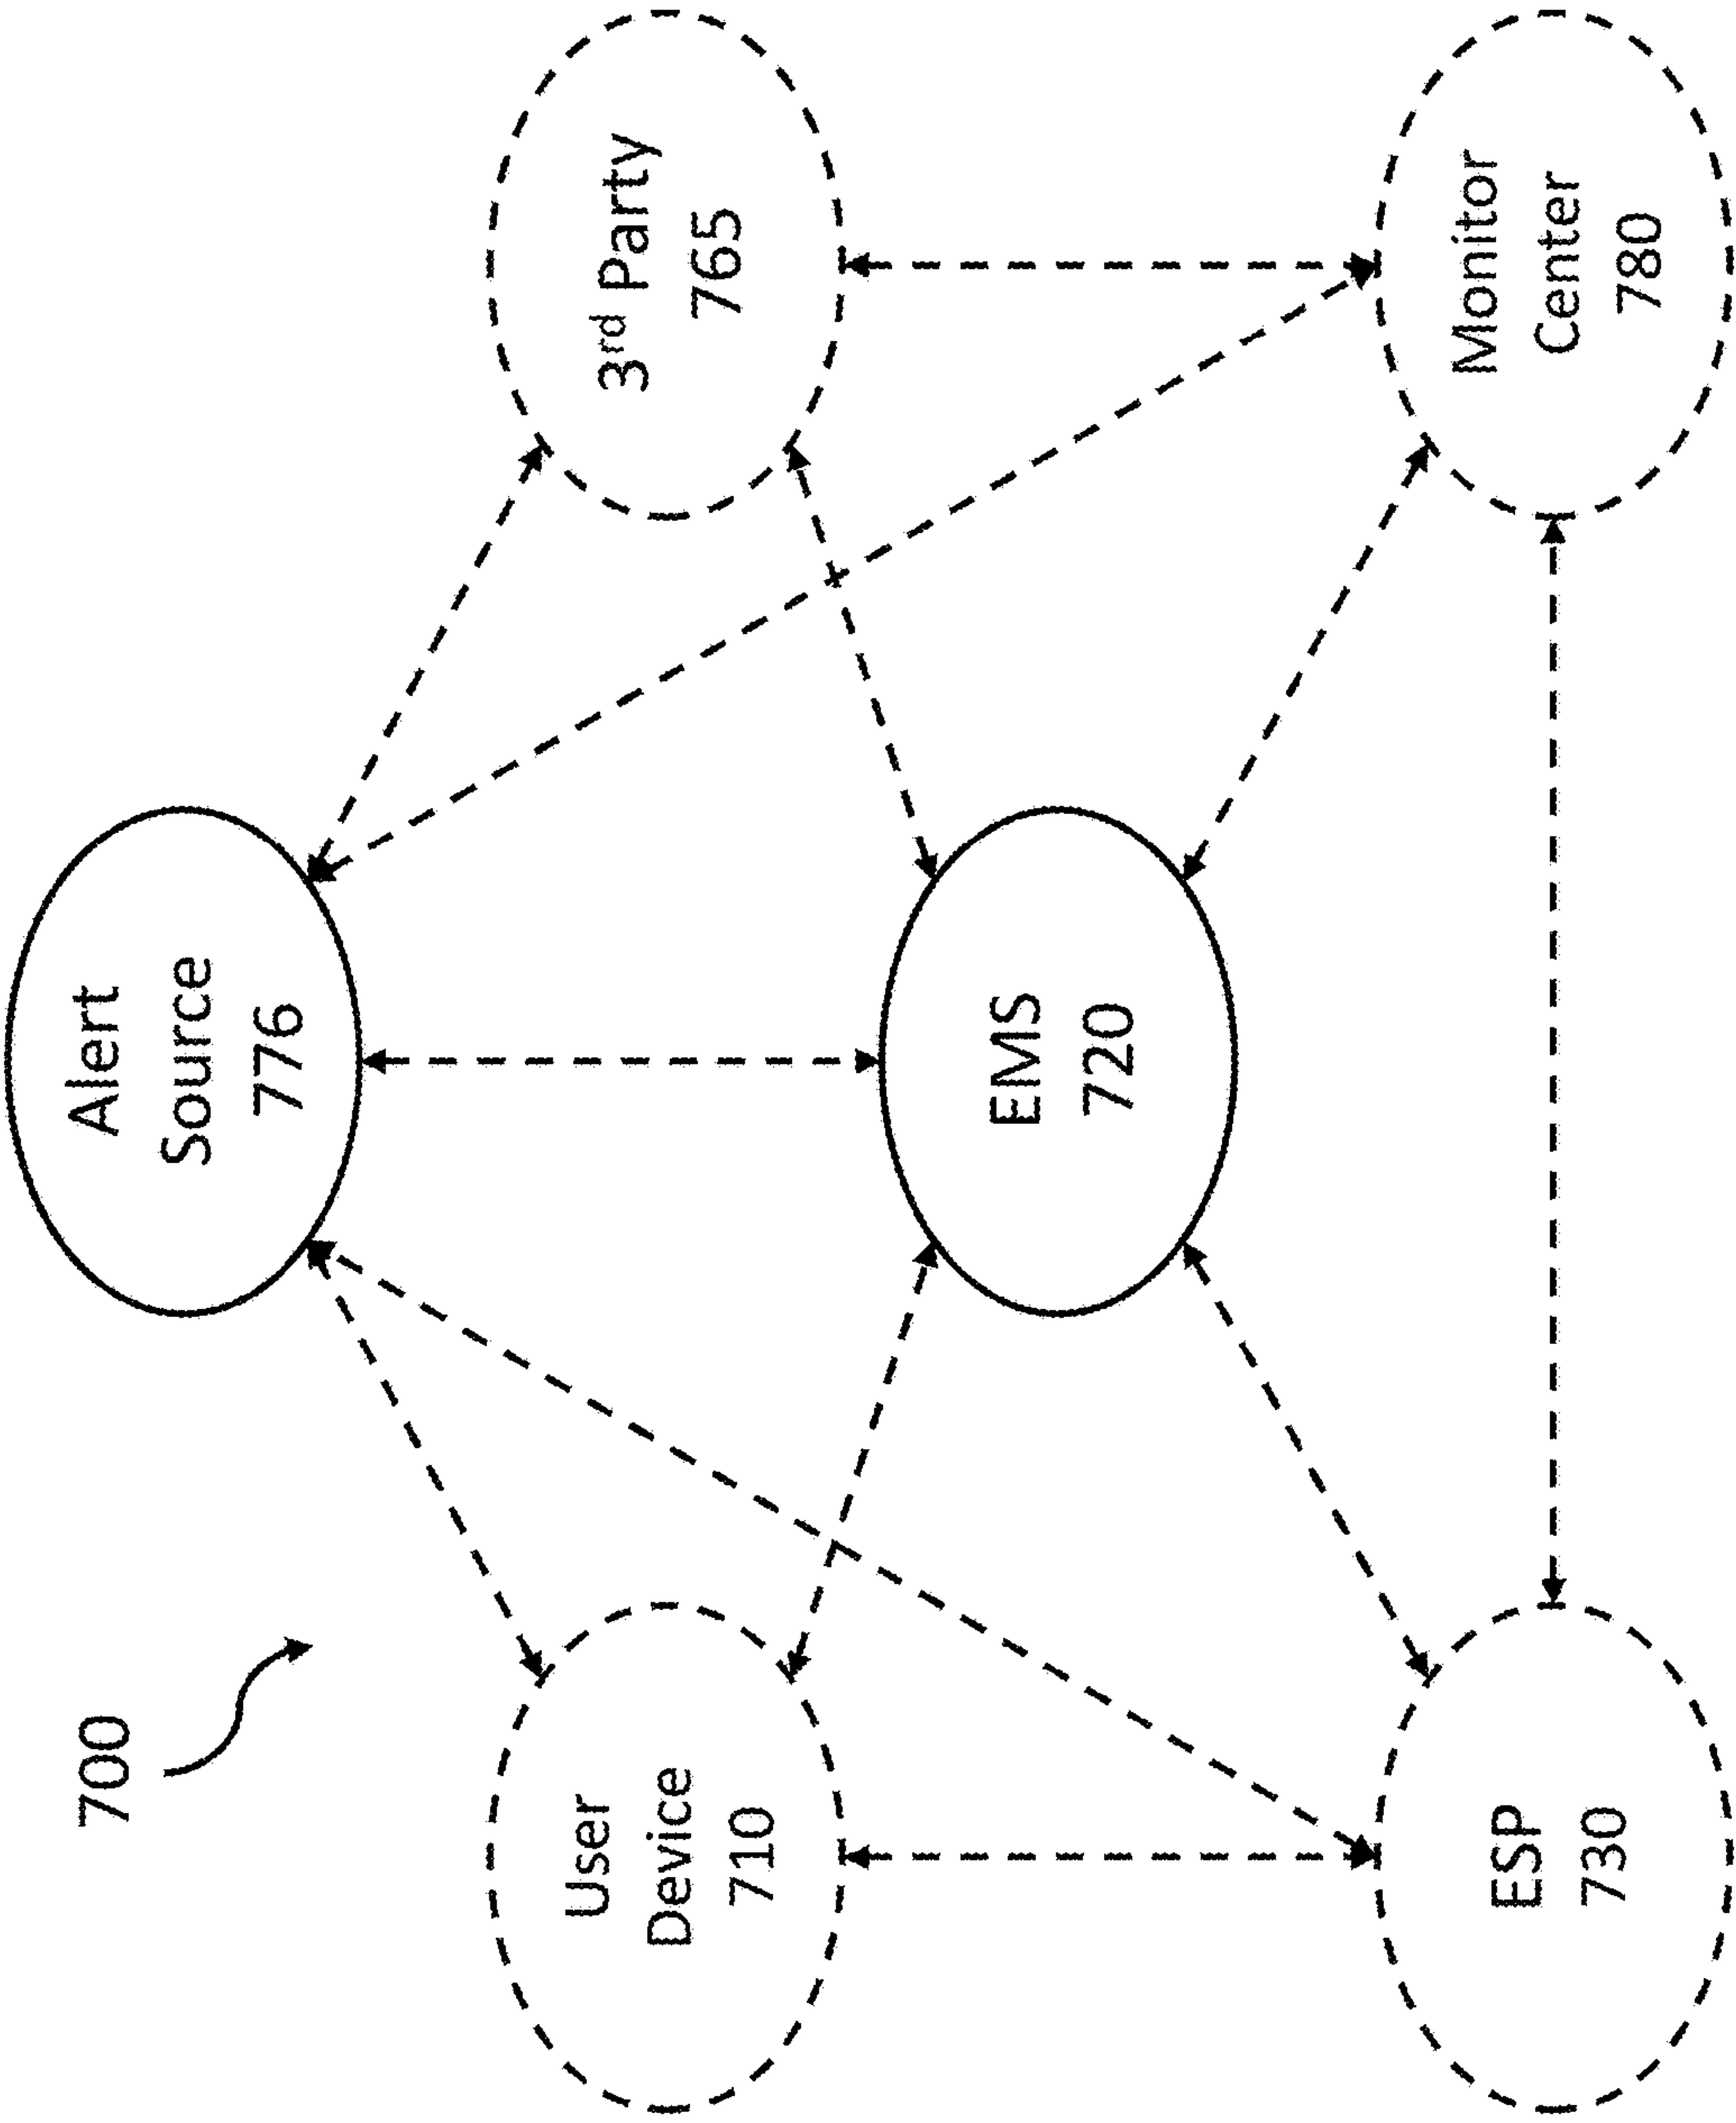 700
Alert
Source
776
User
Device
710
EMS
720
3rd Party
765
ESP
730
Monitor
Center
780